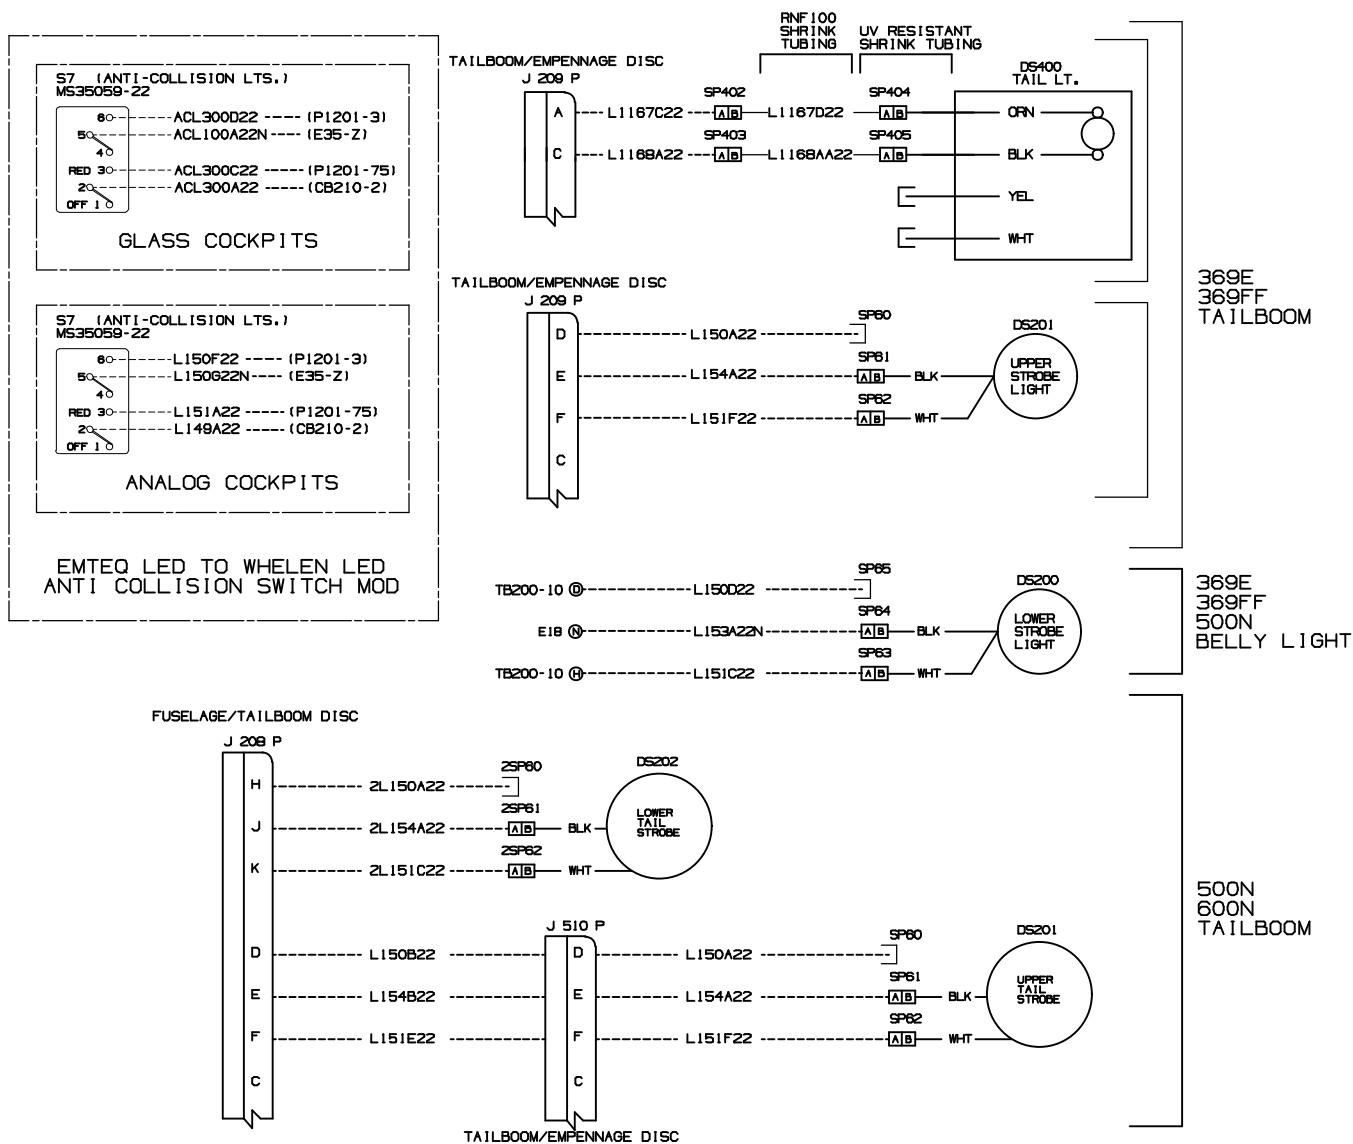 S7 (ANTI-COLLISION LTS.)
MS35059-22
6 ACL300D22 ---- (P1201-3)
5 ACL100A22N ---- (E35-Z)
4
RED 3 ACL300C22 ---- (P1201-75)
2 ACL300A22 ---- (CB210-2)
OFF 1
GLASS COCKPITS
S7 (ANTI-COLLISION LTS.)
MS35059-22
6 L150F22 ---- (P1201-3)
5 L150G22N ---- (E35-Z)
4
RED 3 L151A22 ---- (P1201-75)
2 L149A22 ---- (CB210-2)
OFF 1
ANALOG COCKPITS
EMTEQ LED TO WHELEN LED
ANTI COLLISION SWITCH MOD
RNF100
SHRINK
TUBING
UV RESISTANT
SHRINK TUBING
TAILBOOM/EMPENNAGE DISC
J 209 P
SP402
SP404
DS400
TAIL LT.
A L1167C22 A B L1167D22 A B ORN
SP403
SP405
C L1168A22 A B L1168AA22 A B BLK
YEL
WHT
TAILBOOM/EMPENNAGE DISC
J 209 P
SP60
DS201
D L150A22
SP61
E L154A22 A B BLK
UPPER
STROBE
LIGHT
SP62
F L151F22 A B WHT
C
369E
369FF
TAILBOOM
SP65
DS200
TB200-10 D L150D22
SP64
E18 N L153A22N A B BLK
LOWER
STROBE
LIGHT
SP63
TB200-10 H L151C22 A B WHT
369E
369FF
500N
BELLY LIGHT
FUSELAGE/TAILBOOM DISC
J 208 P
2SP60
DS202
H 2L150A22
2SP61
J 2L154A22 A B BLK
LOWER
TAIL
STROBE
2SP62
K 2L151C22 A B WHT
J 510 P
SP60
DS201
D L150B22 D L150A22
SP61
E L154B22 E L154A22 A B BLK
UPPER
TAIL
STROBE
SP62
F L151E22 F L151F22 A B WHT
C C
TAILBOOM/EMPENNAGE DISC
500N
600N
TAILBOOM